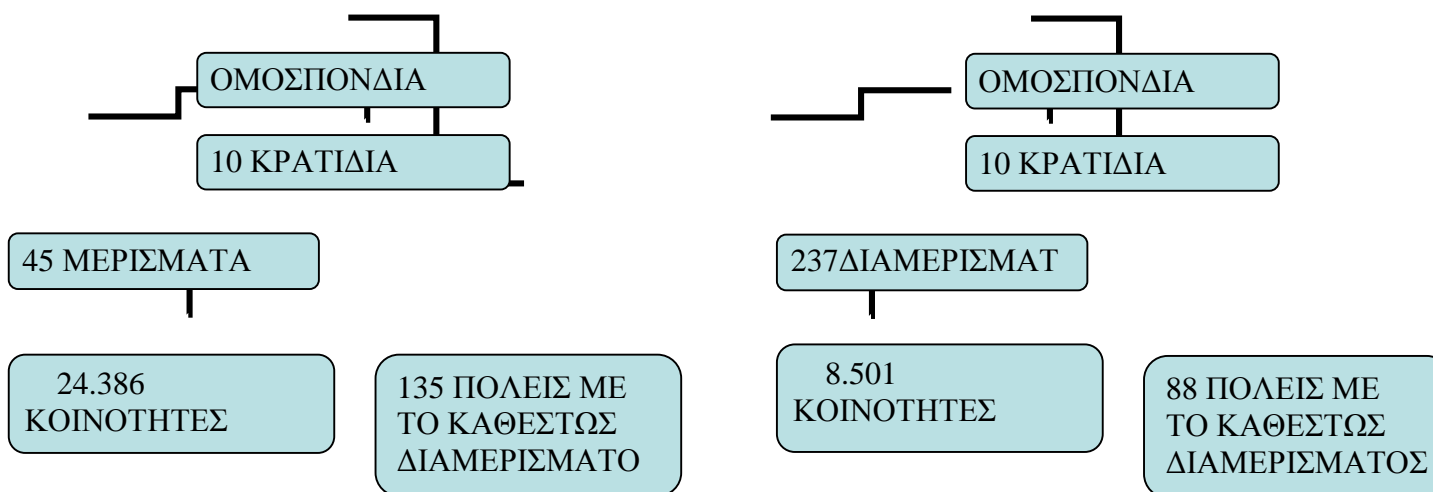 ΟΜΟΣΠΟΝΔΙΑ
10 ΚΡΑΤΙΔΙΑ
45 ΜΕΡΙΣΜΑΤΑ
24.386
ΚΟΙΝΟΤΗΤΕΣ
135 ΠΟΛΕΙΣ ΜΕ
ΤΟ ΚΑΘΕΣΤΩΣ
ΔΙΑΜΕΡΙΣΜΑΤΟ
ΟΜΟΣΠΟΝΔΙΑ
10 ΚΡΑΤΙΔΙΑ
237ΔΙΑΜΕΡΙΣΜΑΤ
8.501
ΚΟΙΝΟΤΗΤΕΣ
88 ΠΟΛΕΙΣ ΜΕ
ΤΟ ΚΑΘΕΣΤΩΣ
ΔΙΑΜΕΡΙΣΜΑΤΟΣ